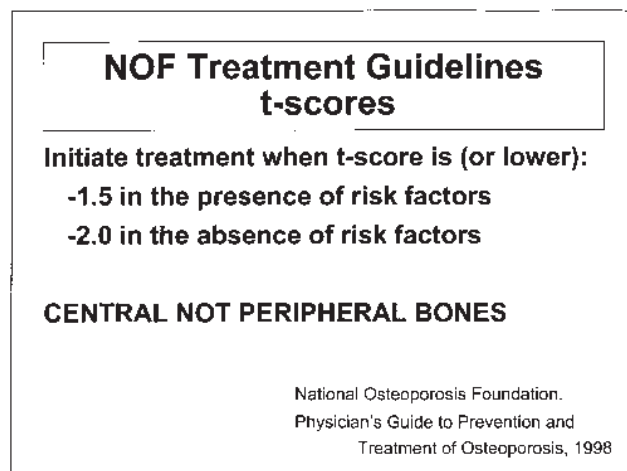 NOF Treatment Guidelines
t-scores
Initiate treatment when t-score is (or lower):
-1.5 in the presence of risk factors
-2.0 in the absence of risk factors
CENTRAL NOT PERIPHERAL BONES
National Osteoporosis Foundation.
Physician's Guide to Prevention and
Treatment of Osteoporosis, 1998